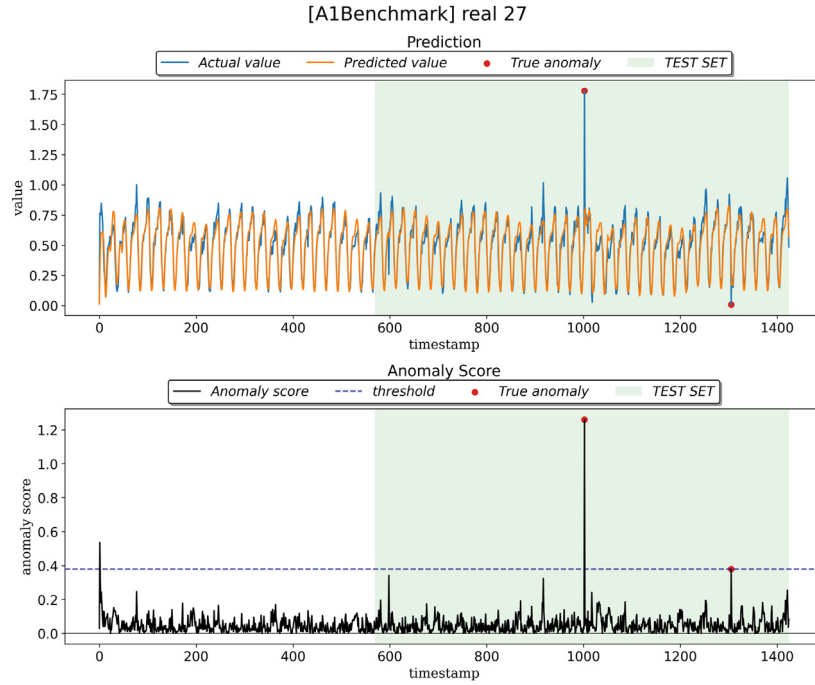 [A1Benchmark] real 27
Prediction
Actual value Predicted value True anomaly TEST SET
1.75
1.50
1.25
1.00
0.75
0.50
0.25
0.00
value
0 200 400 600 800 1000 1200 1400
timestamp
Anomaly Score
Anomaly score threshold True anomaly TEST SET
1.2
1.0
0.8
0.6
0.4
0.2
0.0
anomaly score
0 200 400 600 800 1000 1200 1400
timestamp